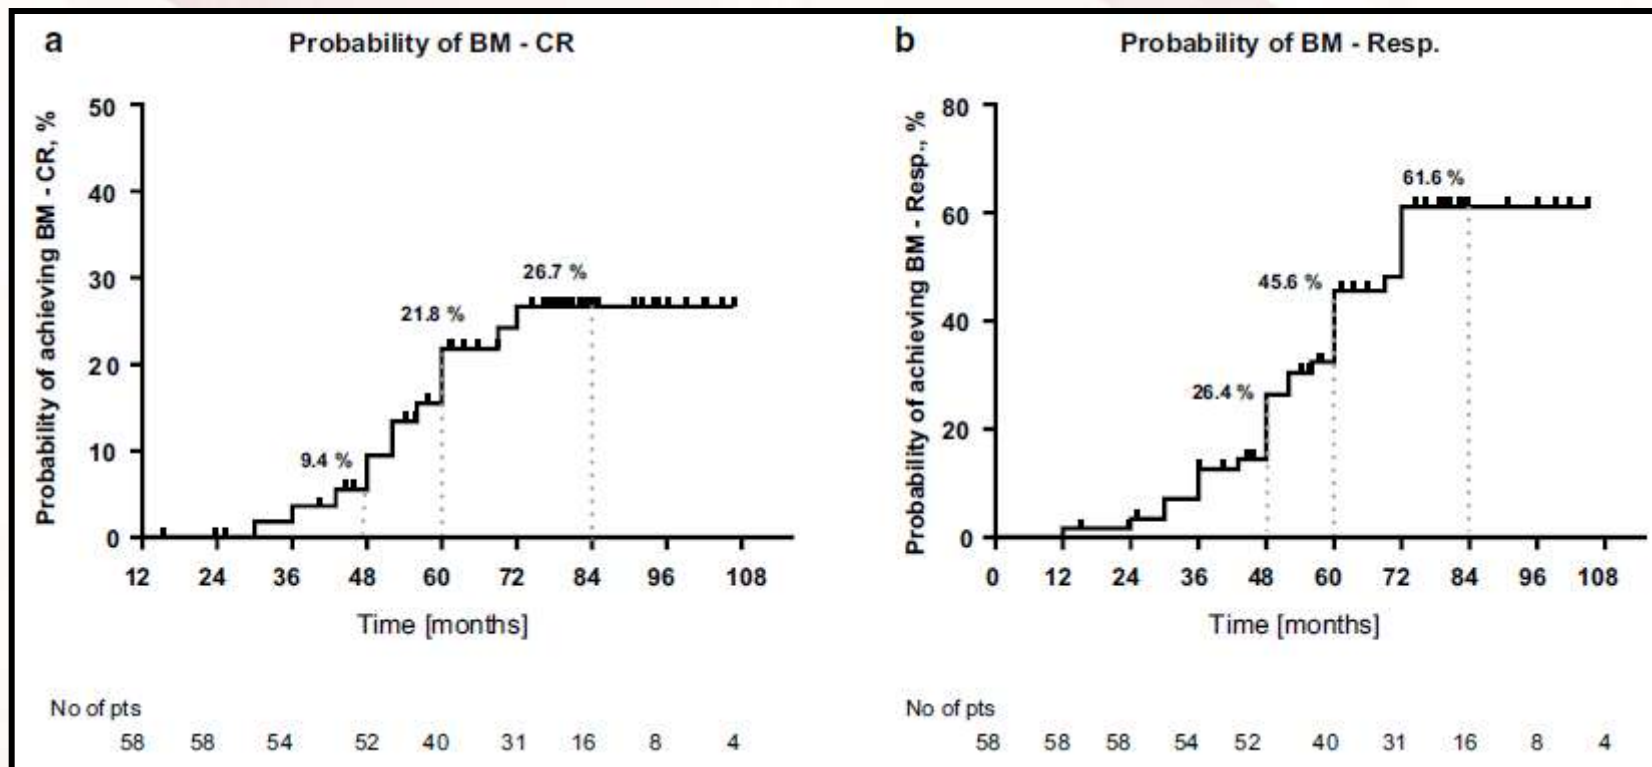 a Probability of BM - CR
Probability of achieving BM - CR, %
50
40
30
20
10
0
9.4 %
21.8 %
26.7 %
12 24 36 48 60 72 84 96 108
Time [months]
No of pts
58 58 54 52 40 31 16 8 4
b Probability of BM - Resp.
Probability of achieving BM - Resp., %
80
60
40
20
0
26.4 %
45.6 %
61.6 %
0 12 24 36 48 60 72 84 96 108
Time [months]
No of pts
58 58 58 54 52 40 31 16 8 4